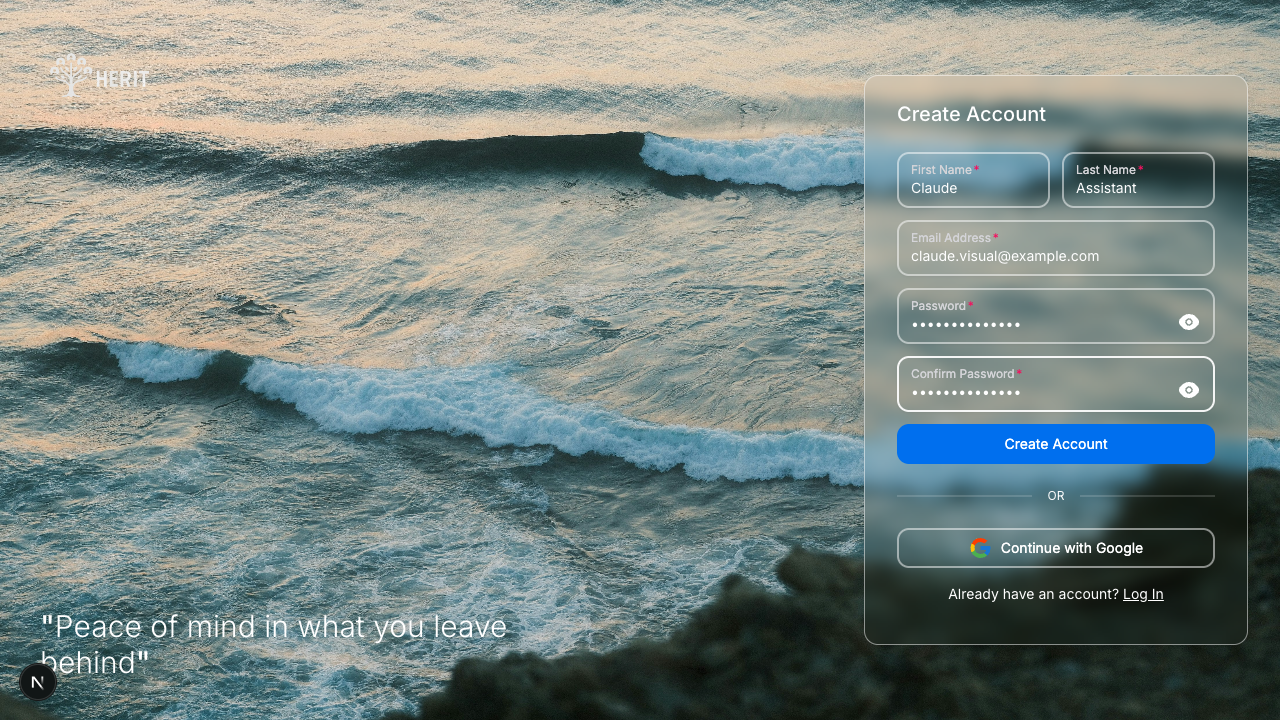 HERIT
Create Account
First Name*
Claude
Last Name*
Assistant
Email Address*
claude.visual@example.com
Password*
••••••••••••••
Confirm Password*
••••••••••••••
Create Account
OR
Continue with Google
Already have an account? Log In
"Peace of mind in what you leave
behind"
N